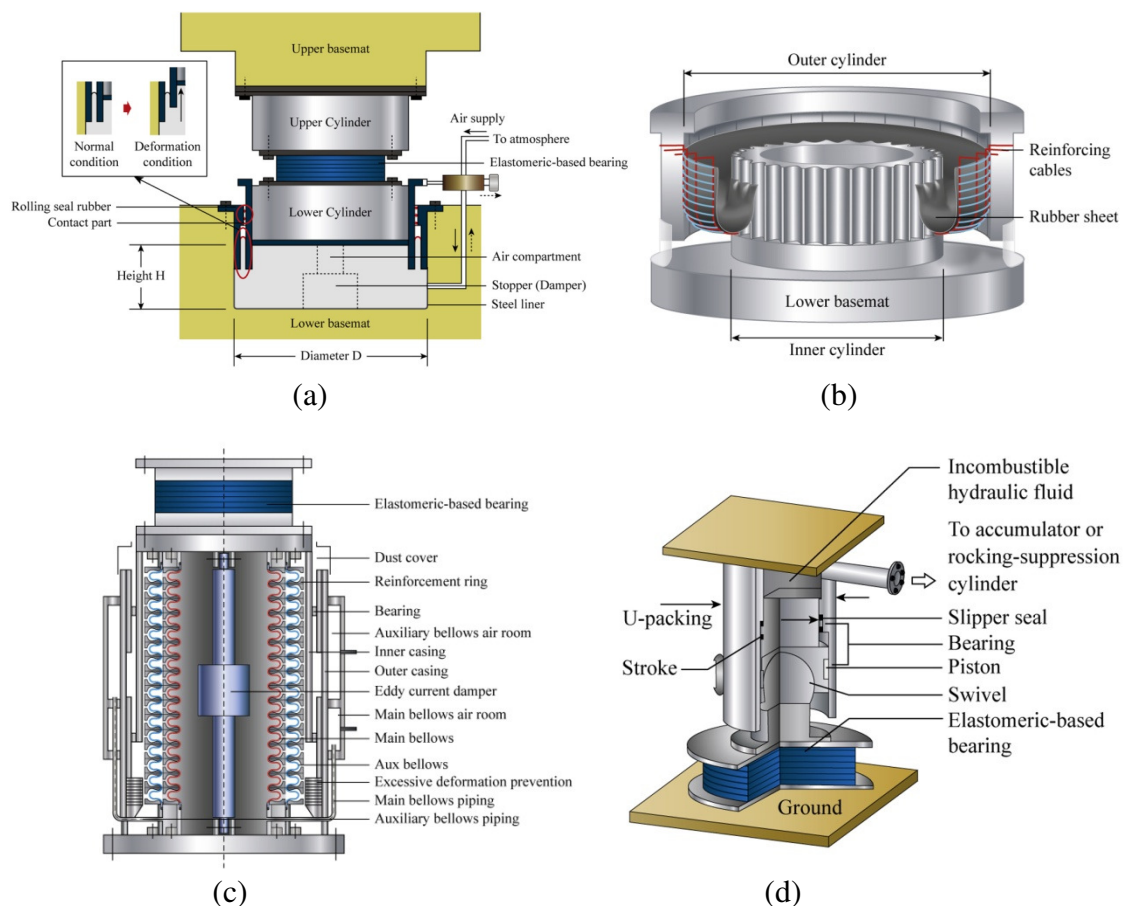 Upper basemat
Normal
condition
Deformation
condition
Upper Cylinder
Air supply
To atmosphere
Elastomeric-based bearing
Rolling seal rubber
Contact part
Lower Cylinder
Height H
Air compartment
Stopper (Damper)
Steel liner
Lower basemat
Diameter D
(a)
Outer cylinder
Reinforcing
cables
Rubber sheet
Lower basemat
Inner cylinder
(b)
Elastomeric-based bearing
Dust cover
Reinforcement ring
Bearing
Auxiliary bellows air room
Inner casing
Outer casing
Eddy current damper
Main bellows air room
Main bellows
Aux bellows
Excessive deformation prevention
Main bellows piping
Auxiliary bellows piping
(c)
Incombustible
hydraulic fluid
To accumulator or
rocking-suppression
cylinder
U-packing
Slipper seal
Bearing
Stroke
Piston
Swivel
Elastomeric-based
bearing
Ground
(d)